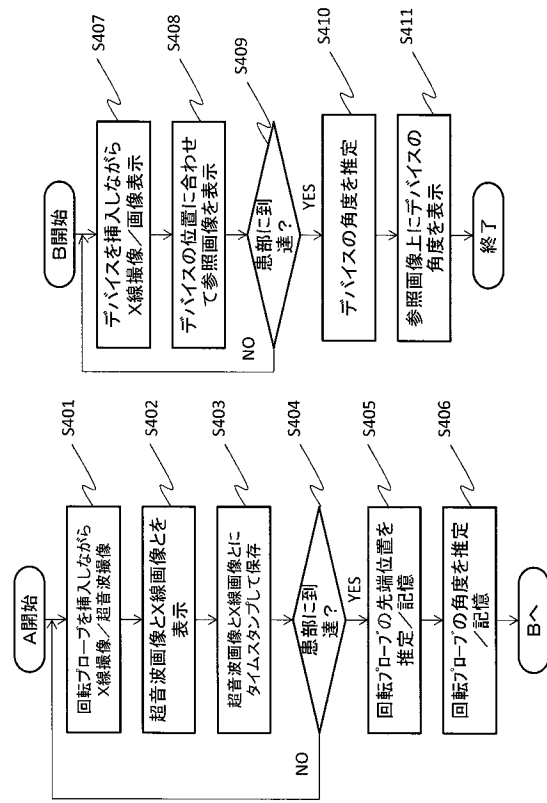 A開始
回転プローブを挿入しながら
X線撮像／超音波撮像
S401
超音波画像とX線画像とを
表示
S402
超音波画像とX線画像とに
タイムスタンプして保存
S403
患部に到
達？
S404
NO
YES
回転プローブの先端位置を
推定／記憶
S405
回転プローブの角度を推定
／記憶
S406
Bへ
B開始
デバイスを挿入しながら
X線撮像／画像表示
S407
デバイスの位置に合わせ
て参照画像を表示
S408
患部に到
達？
S409
NO
YES
デバイスの角度を推定
S410
参照画像上にデバイスの
角度を表示
S411
終了